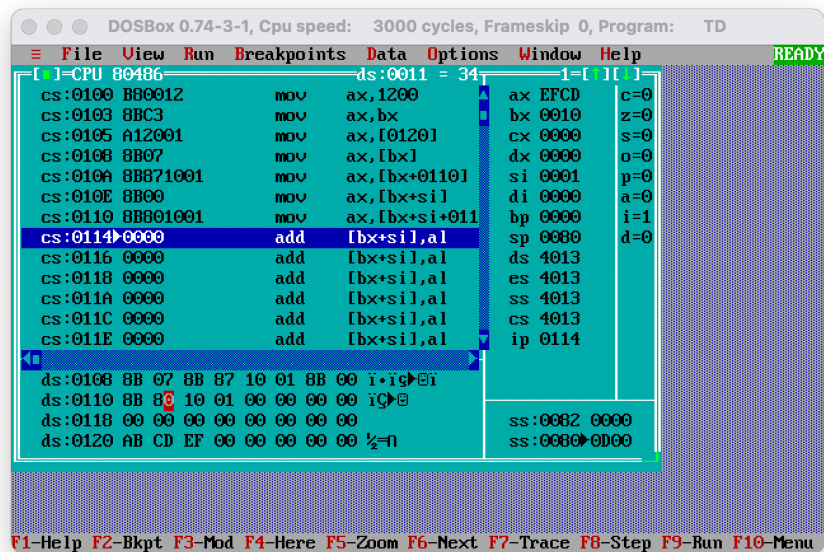 DOSBox 0.74-3-1, Cpu speed: 3000 cycles, Frameskip 0, Program: TD
≡ File View Run Breakpoints Data Options Window Help READY
[■]=CPU 80486 ds:0011 = 34 1=[↑][↓]
cs:0100 B80012 mov ax,1200 ax EFCD c=0
cs:0103 8BC3 mov ax,bx bx 0010 z=0
cs:0105 A12001 mov ax,[0120] cx 0000 s=0
cs:0108 8B07 mov ax,[bx] dx 0000 o=0
cs:010A 8B871001 mov ax,[bx+0110] si 0001 p=0
cs:010E 8B00 mov ax,[bx+si] di 0000 a=0
cs:0110 8B801001 mov ax,[bx+si+011 bp 0000 i=1
cs:0114►0000 add [bx+si],al sp 0080 d=0
cs:0116 0000 add [bx+si],al ds 4013
cs:0118 0000 add [bx+si],al es 4013
cs:011A 0000 add [bx+si],al ss 4013
cs:011C 0000 add [bx+si],al cs 4013
cs:011E 0000 add [bx+si],al ip 0114
ds:0108 8B 07 8B 87 10 01 8B 00 ï•ïç►☺ï
ds:0110 8B 80 10 01 00 00 00 00 ïÇ►☺
ds:0118 00 00 00 00 00 00 00 00 ss:0082 0000
ds:0120 AB CD EF 00 00 00 00 00 ½═∩ ss:0080►0D00
F1-Help F2-Bkpt F3-Mod F4-Here F5-Zoom F6-Next F7-Trace F8-Step F9-Run F10-Menu